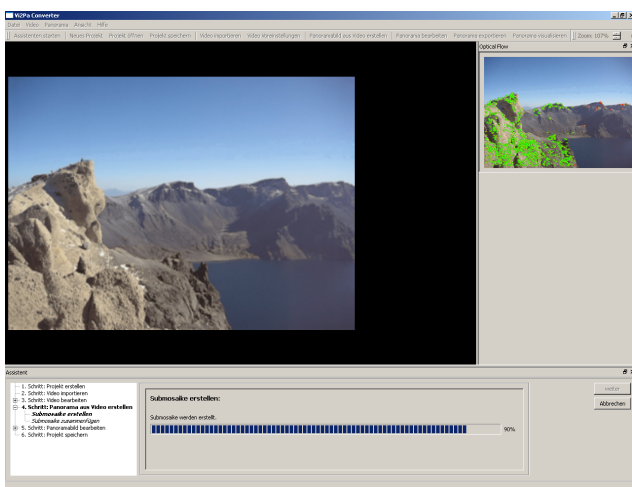 Vi2Pa Converter
Datei Video Panorama Ansicht Hilfe
Assistenten starten Neues Projekt Projekt öffnen Projekt speichern Video importieren Video Voreinstellungen Panoramabild aus Video erstellen Panorama bearbeiten Panorama exportieren Panorama visualisieren Zoom: 107%
Optical Flow
Assistent
1. Schritt: Projekt erstellen
2. Schritt: Video importieren
3. Schritt: Video bearbeiten
4. Schritt: Panorama aus Video erstellen
Submosaike erstellen
Submosaike zusammenfügen
5. Schritt: Panoramabild bearbeiten
6. Schritt: Projekt speichern
Submosaike erstellen:
Submosaike werden erstellt.
90%
weiter
Abbrechen